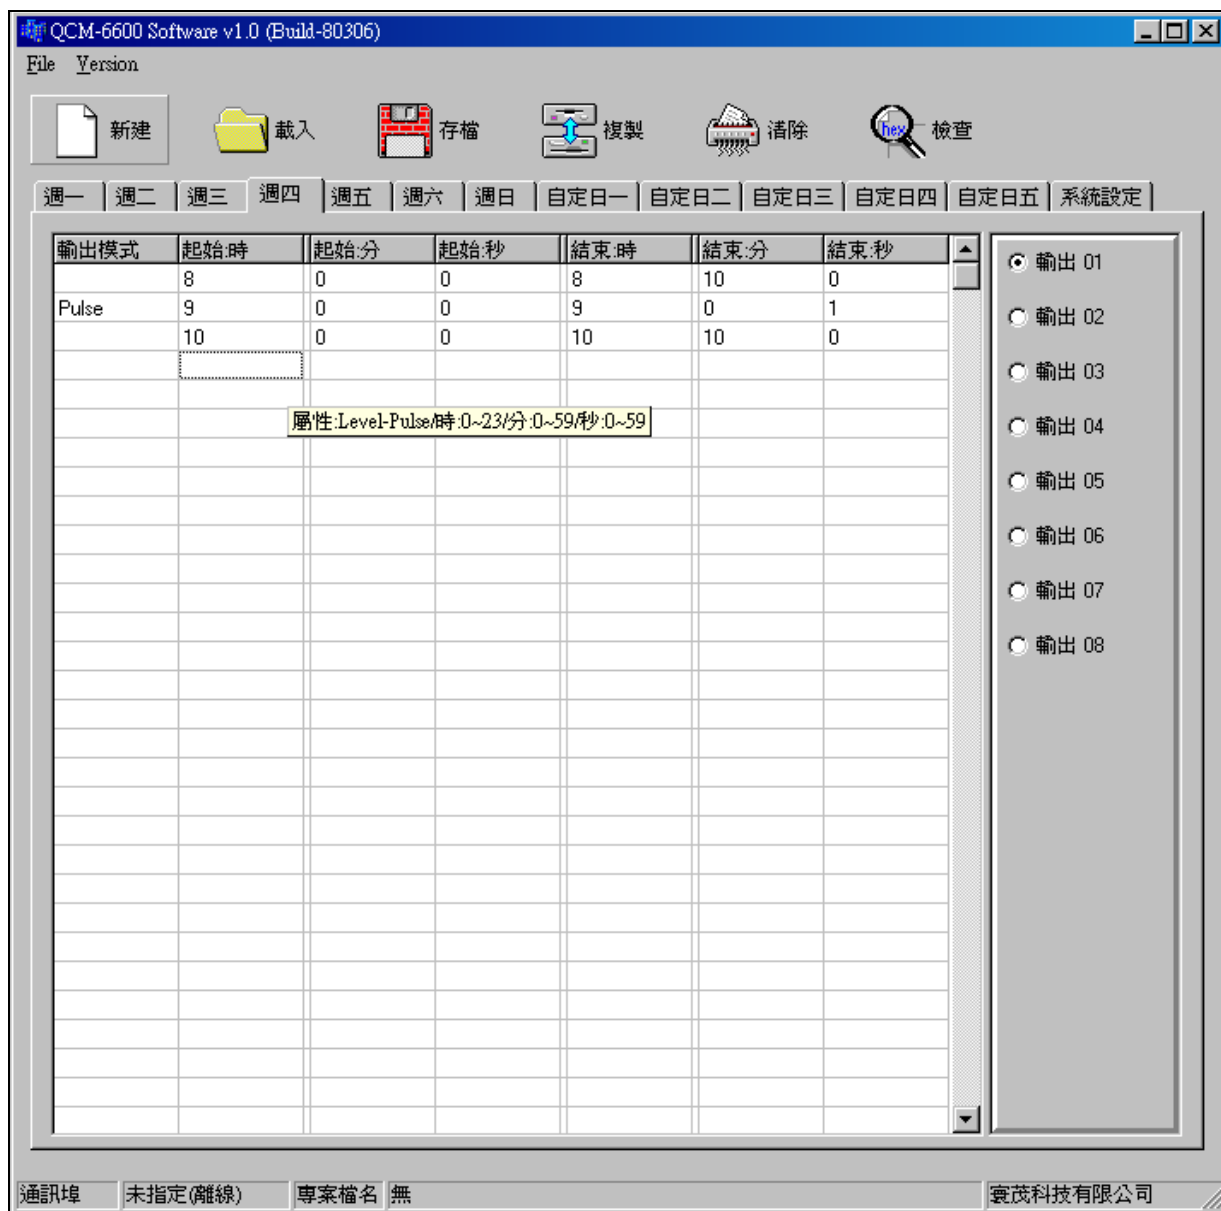 QCM-6600 Software v1.0 (Build-80306)
File Version
新建 載入 存檔 複製 清除 hex 檢查
週一 週二 週三 週四 週五 週六 週日 自定日一 自定日二 自定日三 自定日四 自定日五 系統設定
輸出模式 起始:時 起始:分 起始:秒 結束:時 結束:分 結束:秒
8 0 0 8 10 0
Pulse 9 0 0 9 0 1
10 0 0 10 10 0
屬性:Level-Pulse/時:0~23/分:0~59/秒:0~59
輸出 01
輸出 02
輸出 03
輸出 04
輸出 05
輸出 06
輸出 07
輸出 08
通訊埠 未指定(離線) 專案檔名 無 寰茂科技有限公司